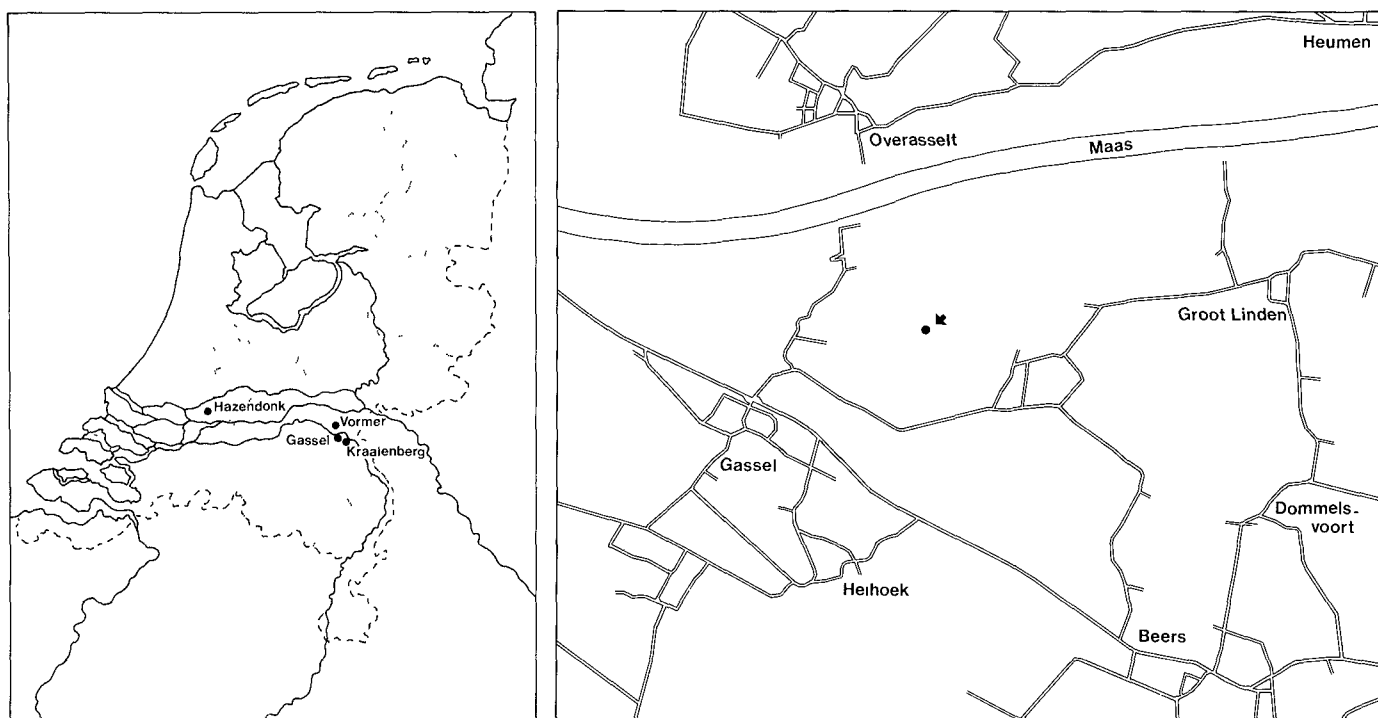 Hazendonk
Vormer
Gassel
Kraaienberg
Heumen
Overasselt
Maas
Groot Linden
Gassel
Dommels-
voort
Heihoek
Beers